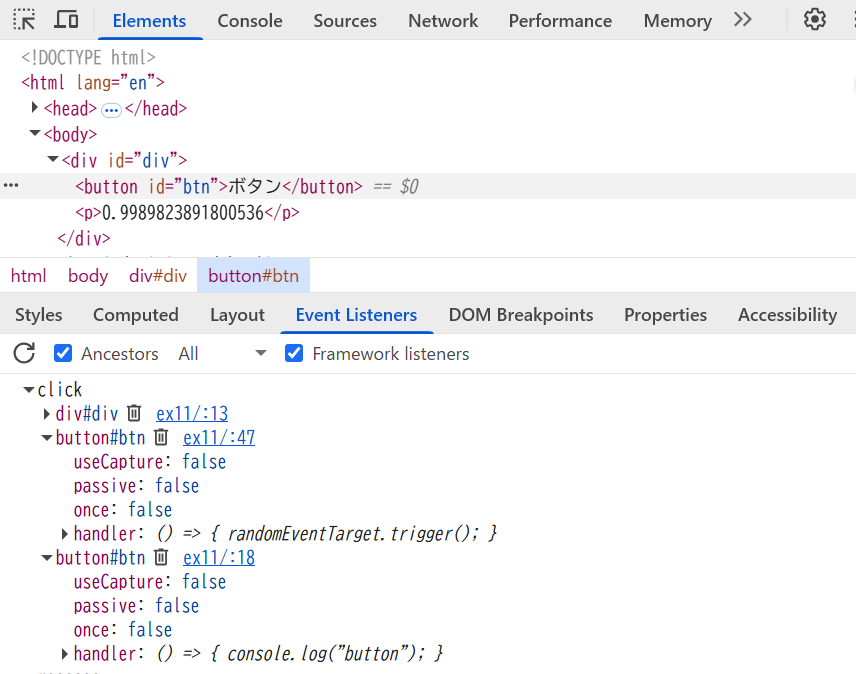 Elements Console Sources Network Performance Memory
<!DOCTYPE html>
<html lang="en">
<head> ••• </head>
<body>
<div id="div">
••• <button id="btn">ボタン</button> == $0
<p>0.9989823891800536</p>
</div>
html body div#div button#btn
Styles Computed Layout Event Listeners DOM Breakpoints Properties Accessibility
Ancestors All Framework listeners
click
div#div ex11/:13
button#btn ex11/:47
useCapture: false
passive: false
once: false
handler: () => { randomEventTarget.trigger(); }
button#btn ex11/:18
useCapture: false
passive: false
once: false
handler: () => { console.log("button"); }